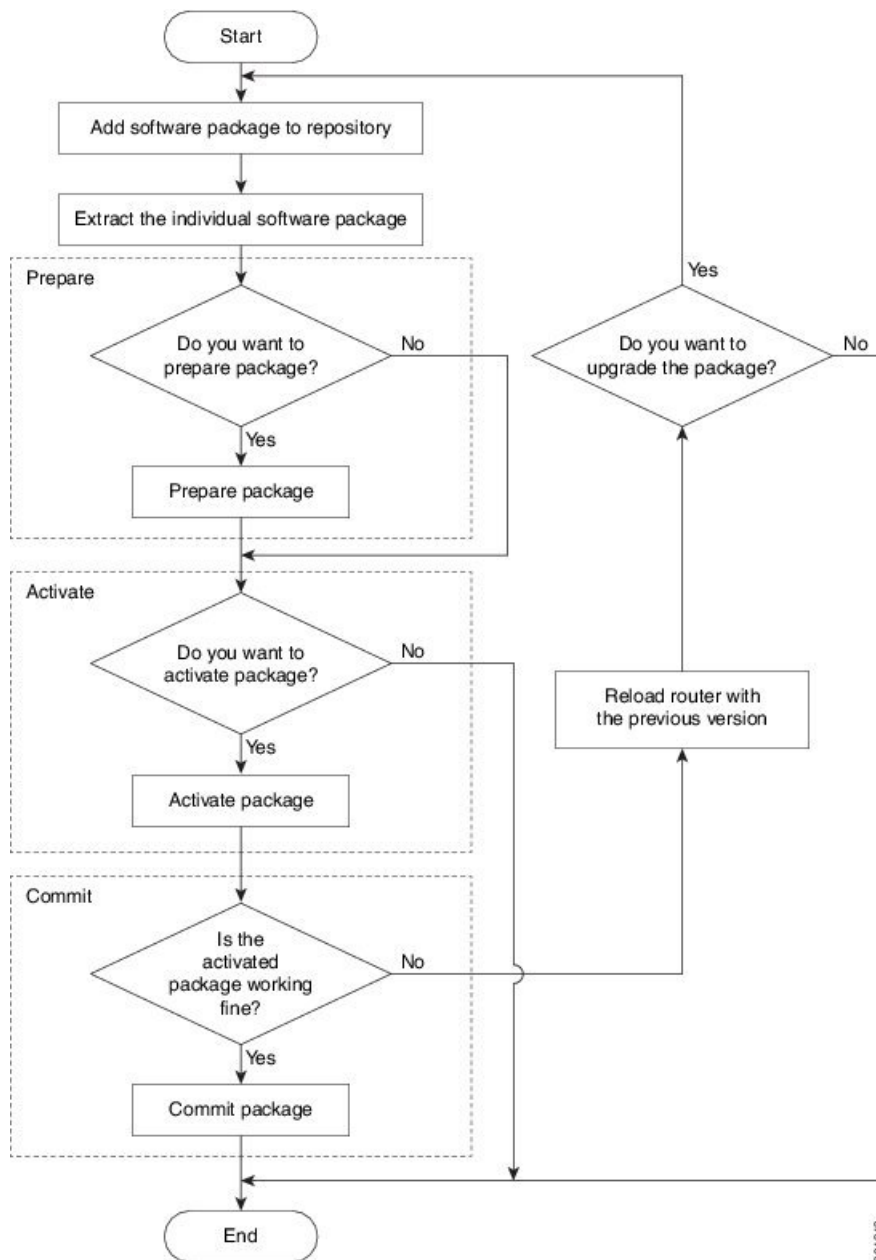 Start
Add software package to repository
Extract the individual software package
Prepare
Do you want to
prepare package?
No
Yes
Prepare package
Activate
Do you want to
activate package?
No
Yes
Activate package
Commit
Is the
activated
package working
fine?
No
Yes
Commit package
End
Reload router with
the previous version
Do you want to
upgrade the package?
Yes
No